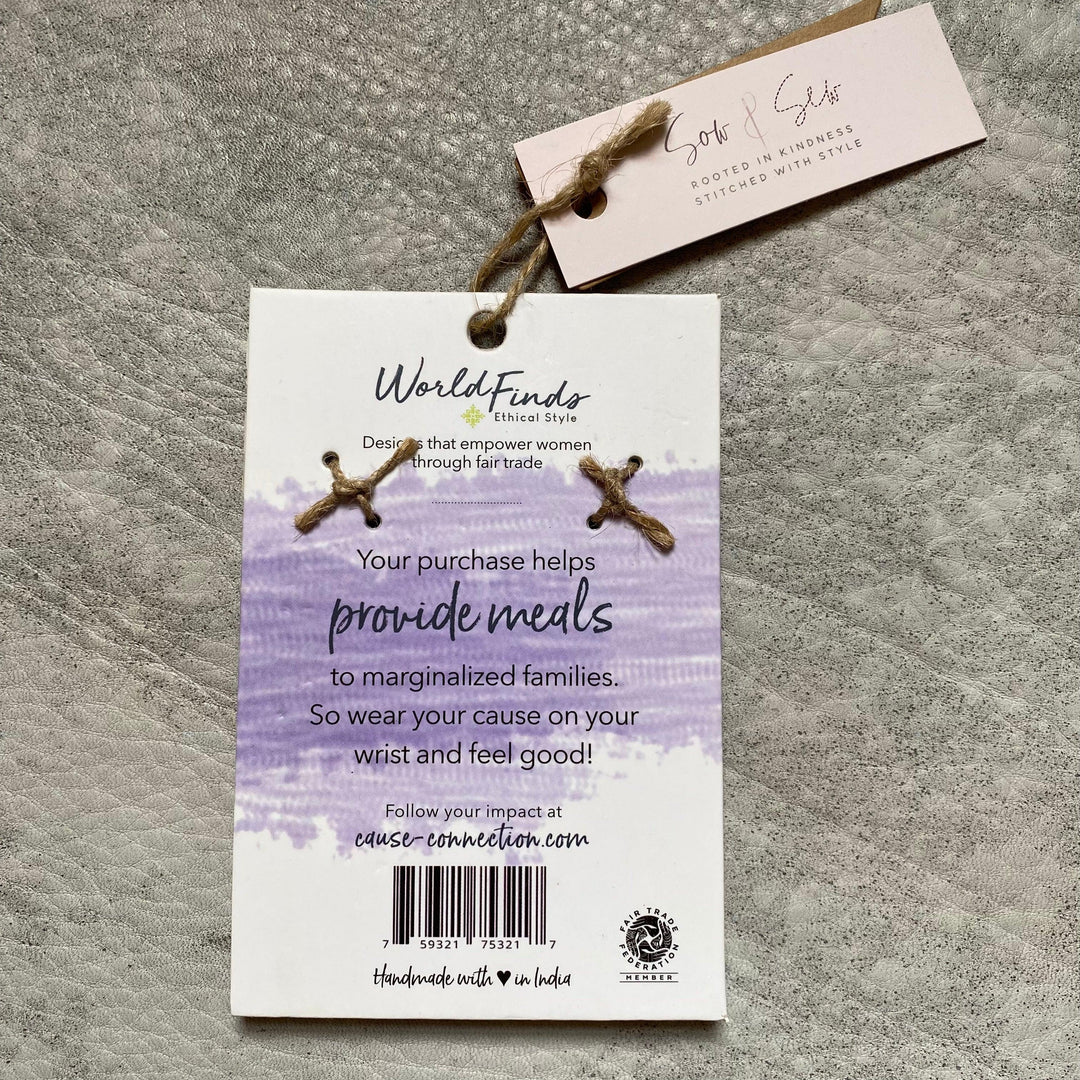 Sow & Sew
ROOTED IN KINDNESS
STITCHED WITH STYLE
WorldFinds
Ethical Style
Designs that empower women
through fair trade
Your purchase helps
provide meals
to marginalized families.
So wear your cause on your
wrist and feel good!
Follow your impact at
cause-connection.com
7 59321 75321 7
Handmade with ♥ in India
FAIR TRADE
FEDERATION
MEMBER